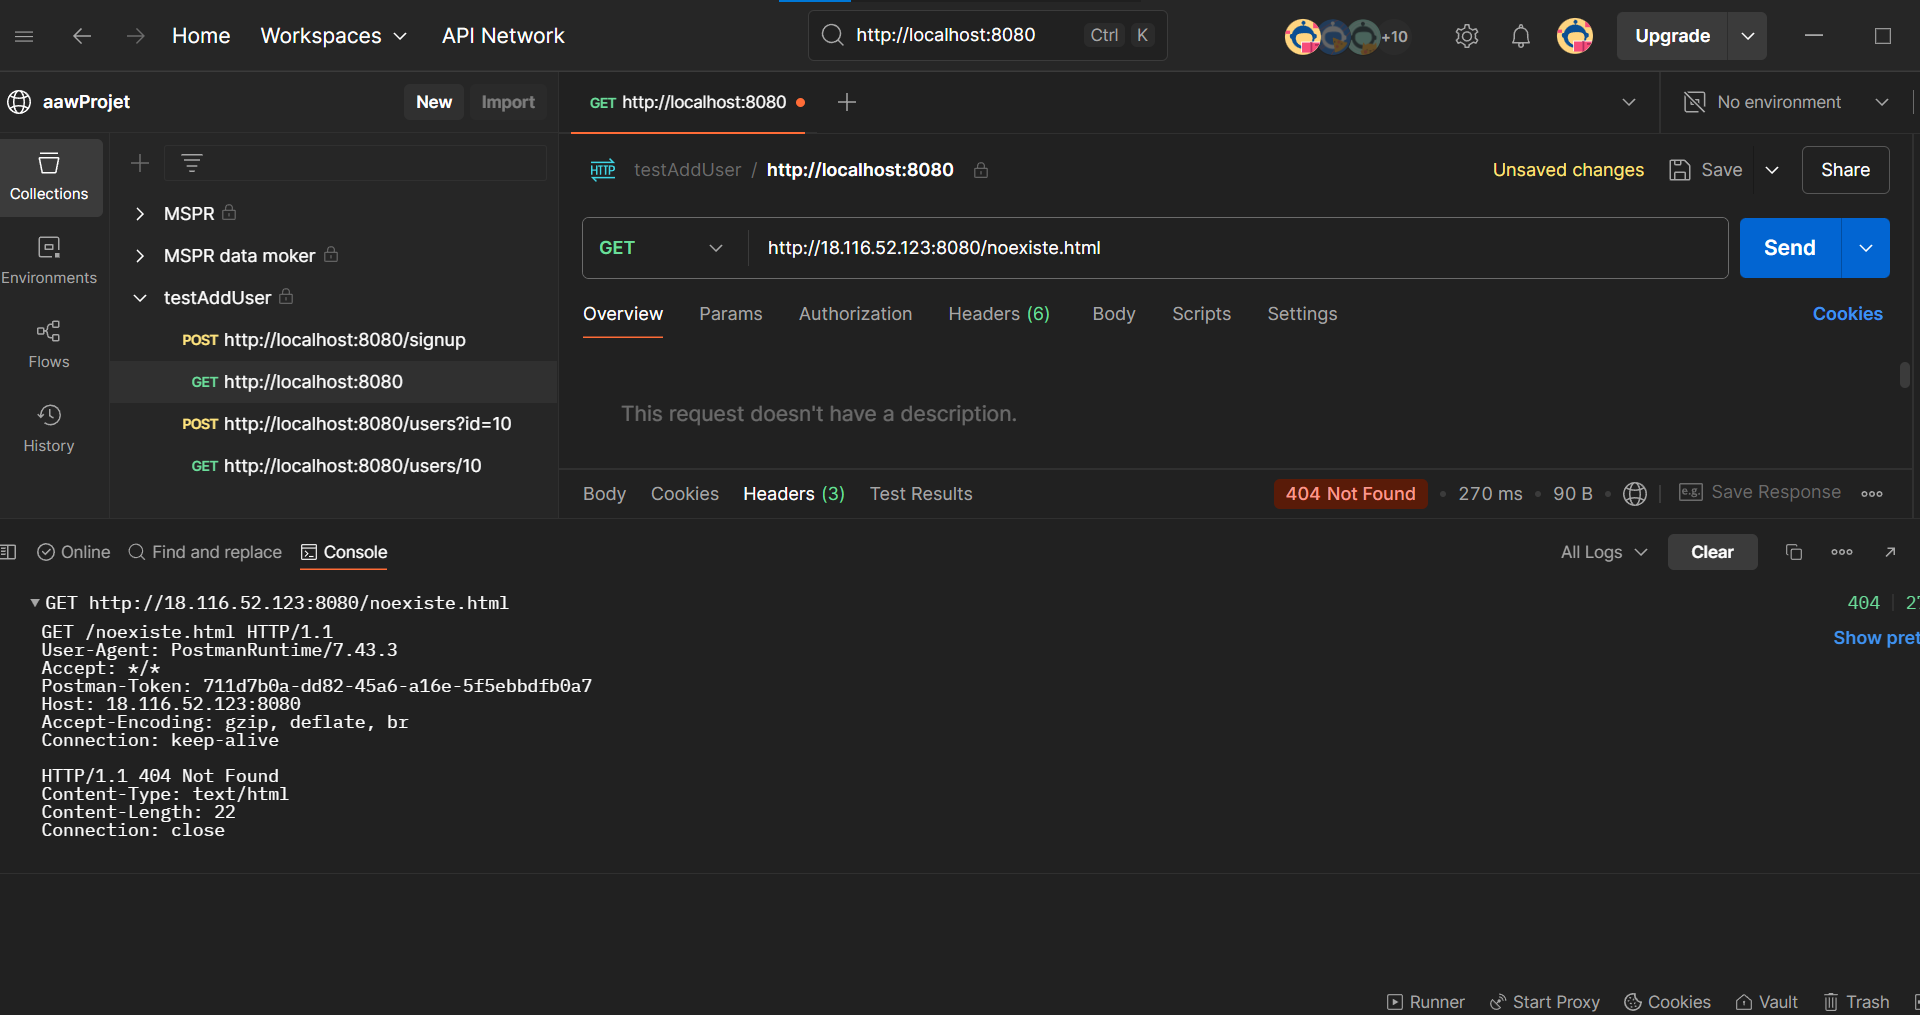 Home
Workspaces
API Network
http://localhost:8080
Ctrl
K
+10
Upgrade
aawProjet
New
Import
GET http://localhost:8080
No environment
Collections
Environments
Flows
History
MSPR
MSPR data moker
testAddUser
POST http://localhost:8080/signup
GET http://localhost:8080
POST http://localhost:8080/users?id=10
GET http://localhost:8080/users/10
HTTP
testAddUser / http://localhost:8080
Unsaved changes
Save
Share
GET
http://18.116.52.123:8080/noexiste.html
Send
Overview
Params
Authorization
Headers (6)
Body
Scripts
Settings
Cookies
This request doesn't have a description.
Body
Cookies
Headers (3)
Test Results
404 Not Found
270 ms
90 B
e.g.
Save Response
Online
Find and replace
Console
All Logs
Clear
GET http://18.116.52.123:8080/noexiste.html
404
Show pret
GET /noexiste.html HTTP/1.1
User-Agent: PostmanRuntime/7.43.3
Accept: */*
Postman-Token: 711d7b0a-dd82-45a6-a16e-5f5ebbdfb0a7
Host: 18.116.52.123:8080
Accept-Encoding: gzip, deflate, br
Connection: keep-alive
HTTP/1.1 404 Not Found
Content-Type: text/html
Content-Length: 22
Connection: close
Runner
Start Proxy
Cookies
Vault
Trash